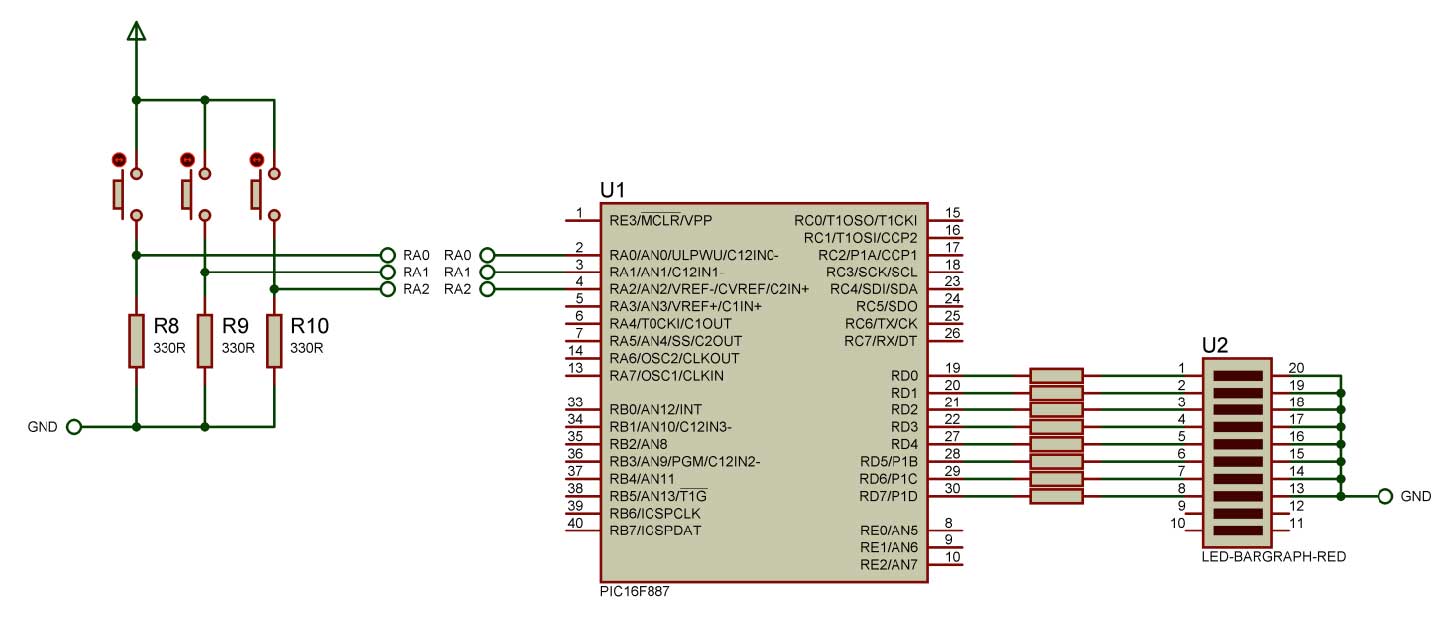 U1
1 RE3/MCLR/VPP RC0/T1OSO/T1CKI 15
RC1/T1OSI/CCP2 16
RA0 RA0 2 RA0/AN0/ULPWU/C12IN0- RC2/P1A/CCP1 17
RA1 RA1 3 RA1/AN1/C12IN1- RC3/SCK/SCL 18
RA2 RA2 4 RA2/AN2/VREF-/CVREF/C2IN+ RC4/SDI/SDA 23
5 RA3/AN3/VREF+/C1IN+ RC5/SDO 24
R8 R9 R10 6 RA4/T0CKI/C1OUT RC6/TX/CK 25
330R 330R 330R 7 RA5/AN4/SS/C2OUT RC7/RX/DT 26
U2
14 RA6/OSC2/CLKOUT
13 RA7/OSC1/CLKIN RD0 19 1 20
RD1 20 2 19
33 RB0/AN12/INT RD2 21 3 18
GND 34 RB1/AN10/C12IN3- RD3 22 4 17
35 RB2/AN8 RD4 27 5 16
36 RB3/AN9/PGM/C12IN2- RD5/P1B 28 6 15
37 RB4/AN11 RD6/P1C 29 7 14
38 RB5/AN13/T1G RD7/P1D 30 8 13 GND
39 RB6/ICSPCLK 9 12
40 RB7/ICSPDAT RE0/AN5 8 10 11
RE1/AN6 9
LED-BARGRAPH-RED
RE2/AN7 10
PIC16F887